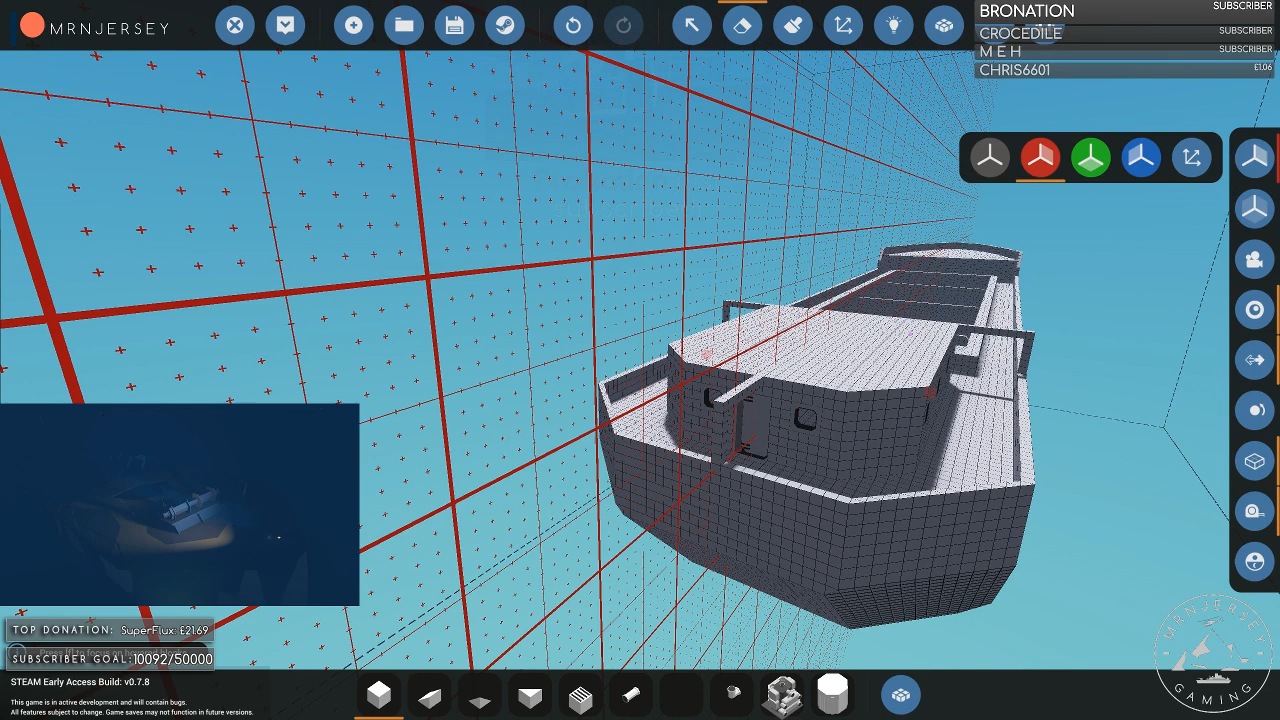 MRNJERSEY
BRONATION SUBSCRIBER
CROCEDILE SUBSCRIBER
MEH SUBSCRIBER
CHRIS6601 £1.06
TOP DONATION: SuperFlux: £21.69
SUBSCRIBER GOAL: 10092/50000
STEAM Early Access Build: v0.7.8
This game is in active development and will contain bugs.
All features subject to change. Game saves may not function in future versions.
MRNJERSEY
GAMING